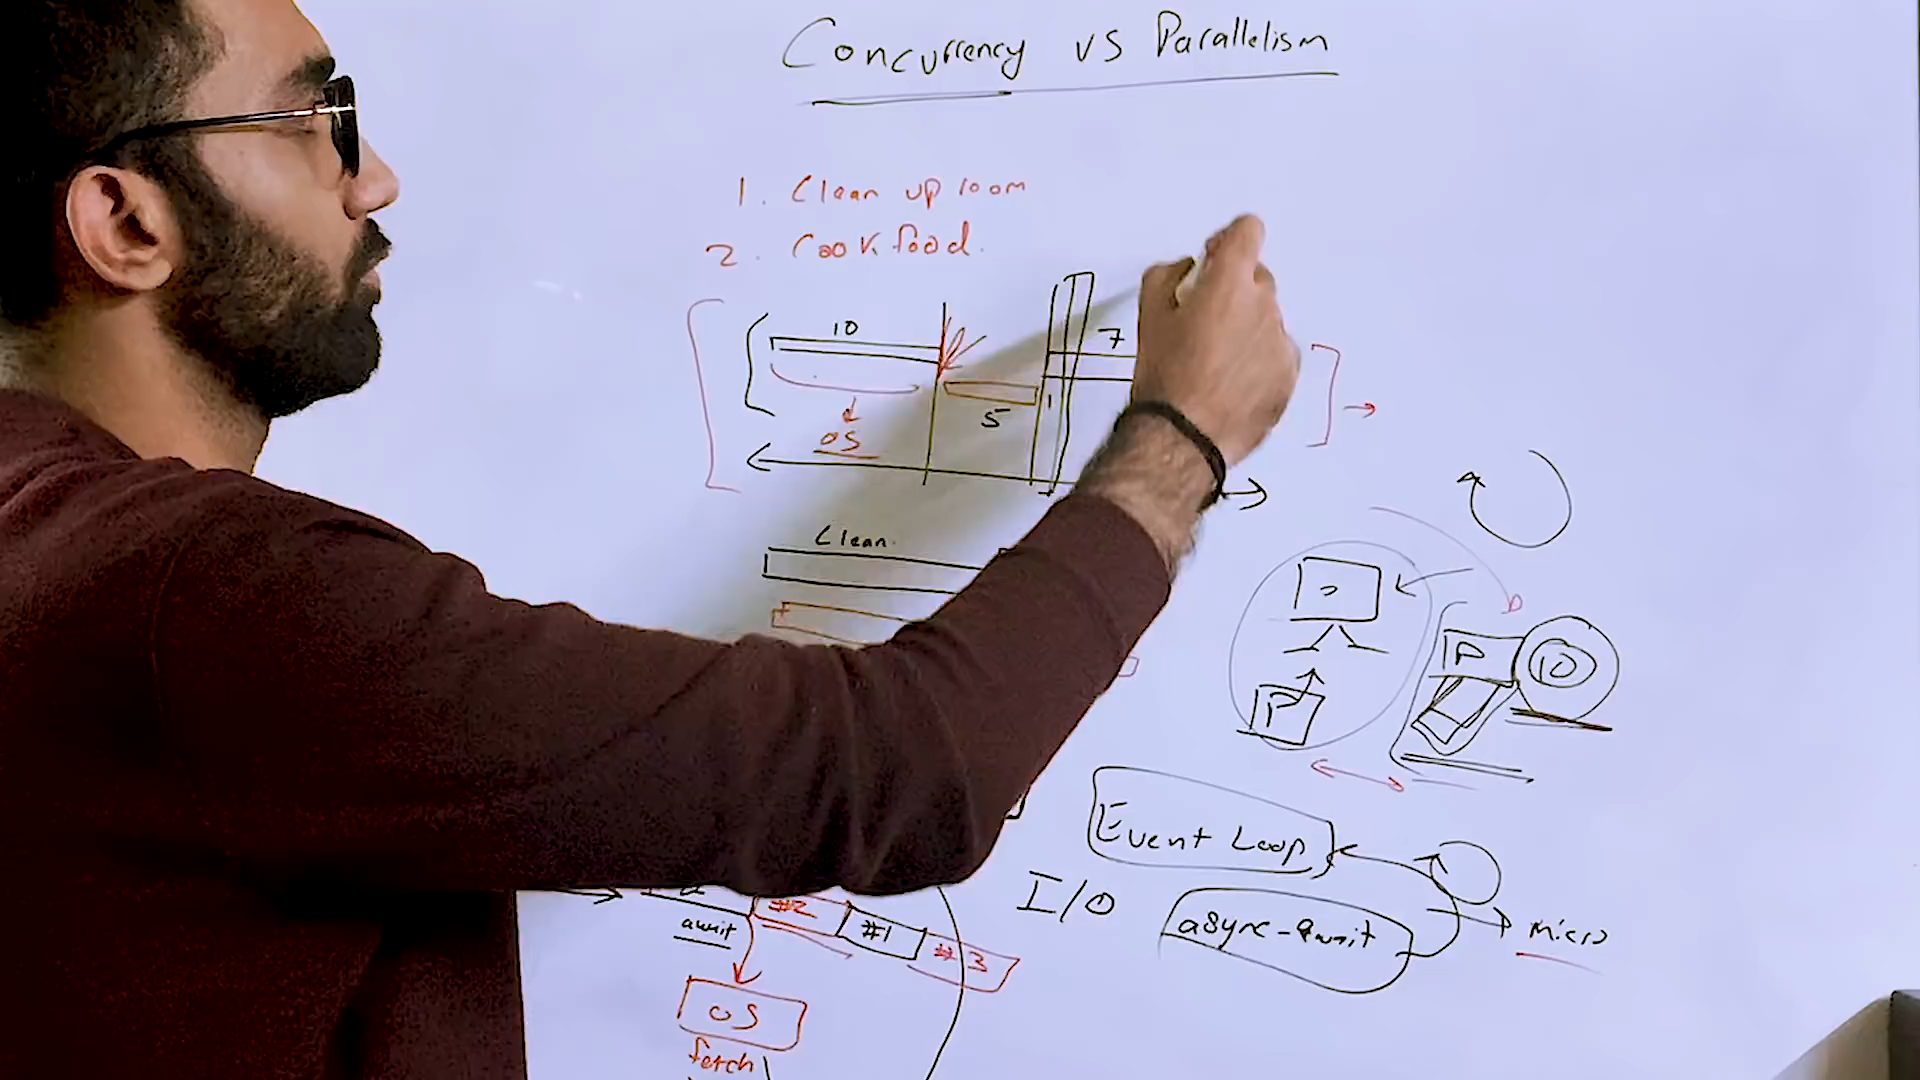 Concurrency vs Parallelism
1. Clean up room
2. Cook food.
10
7
5
OS
Clean
P
10
P
Event Loop
I/O
async-await
micro
await
#2
#1
#3
OS
fetch